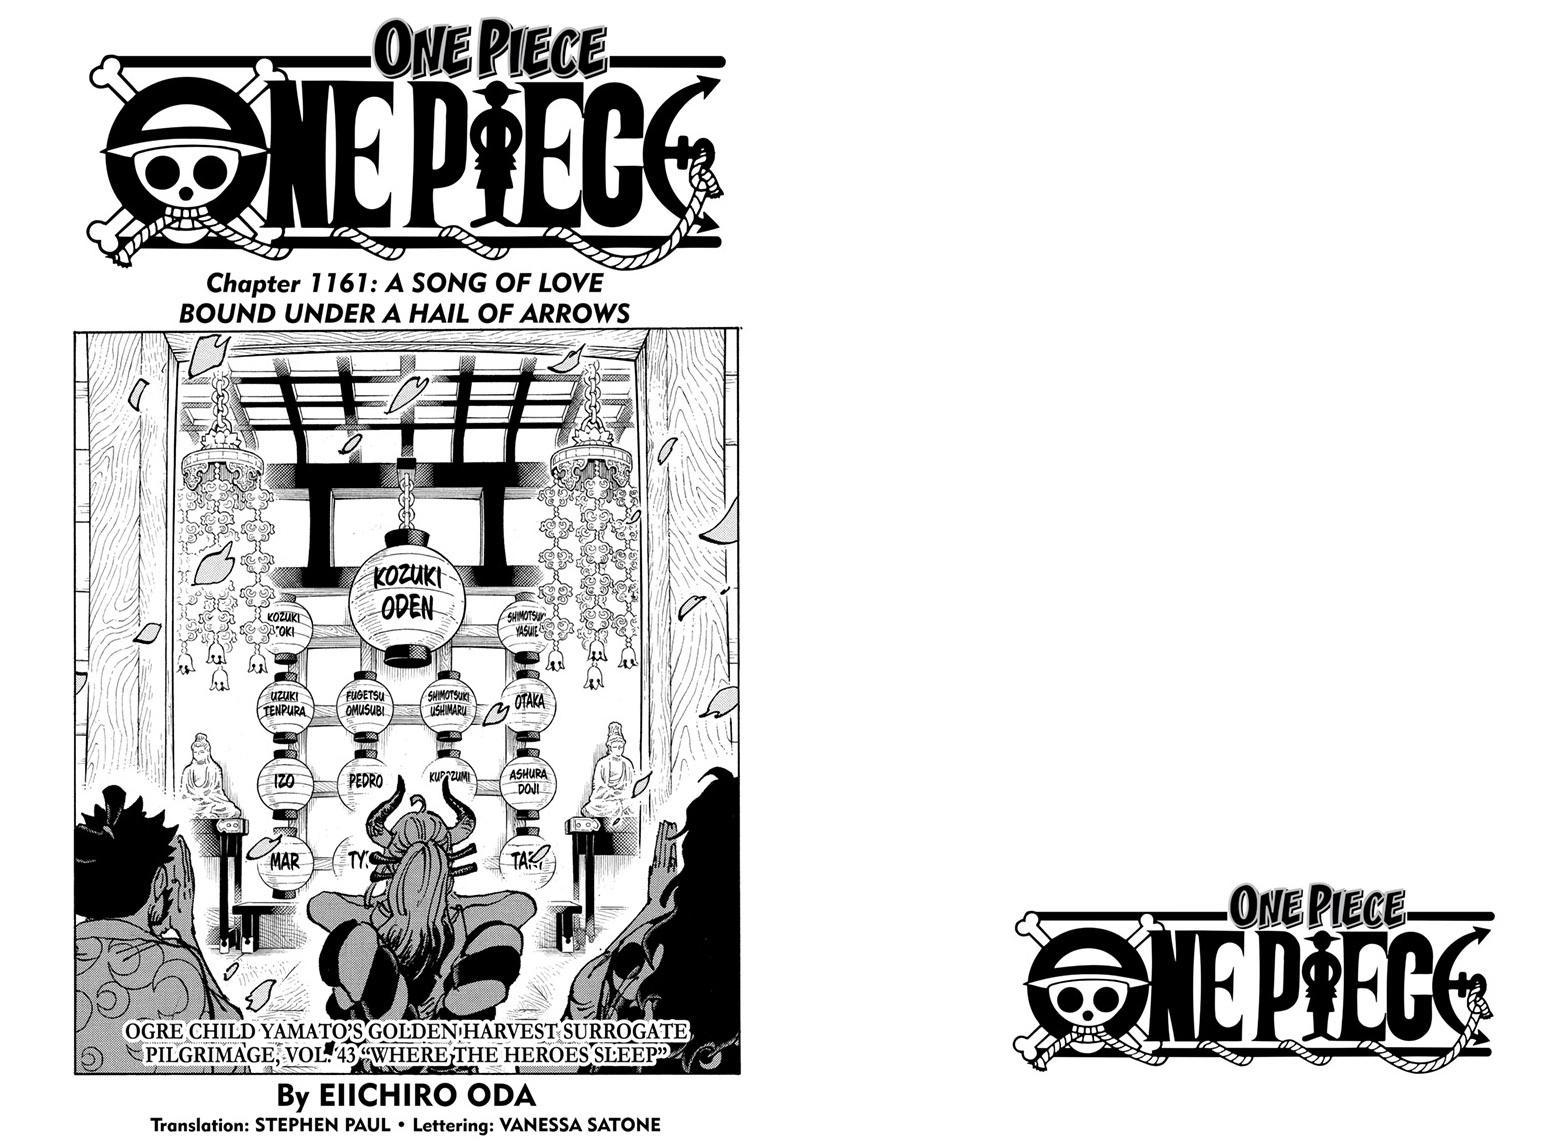 ONE PIECE
ONE PIECE
Chapter 1161: A SONG OF LOVE
BOUND UNDER A HAIL OF ARROWS
KOZUKI
ODEN
KOZUKI
TOKI
SHIMOTSUKI
YASUIE
UZUKI
TENPURA
FUGETSU
OMUSUBI
SHIMOTSUKI
USHIMARU
OTAKA
IZO
PEDRO
KUROZUMI
ASHURA
DOJI
MAR
OGRE CHILD YAMATO'S GOLDEN HARVEST SURROGATE
PILGRIMAGE, VOL. 43 "WHERE THE HEROES SLEEP"
By EIICHIRO ODA
Translation: STEPHEN PAUL • Lettering: VANESSA SATONE
ONE PIECE
ONE PIECE